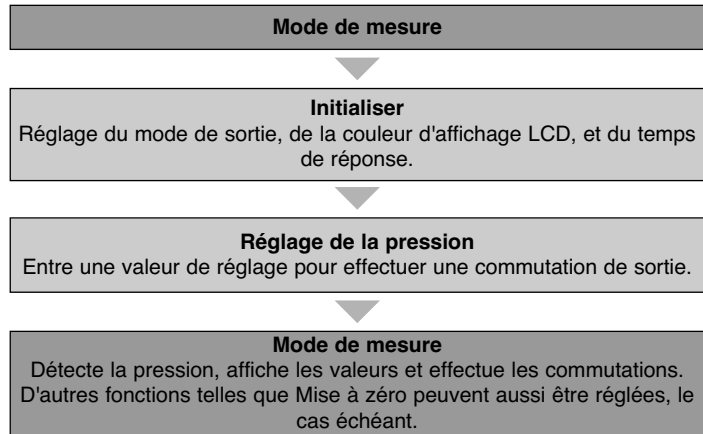 Mode de mesure
Initialiser
Réglage du mode de sortie, de la couleur d'affichage LCD, et du temps
de réponse.
Réglage de la pression
Entre une valeur de réglage pour effectuer une commutation de sortie.
Mode de mesure
Détecte la pression, affiche les valeurs et effectue les commutations.
D'autres fonctions telles que Mise à zéro peuvent aussi être réglées, le
cas échéant.